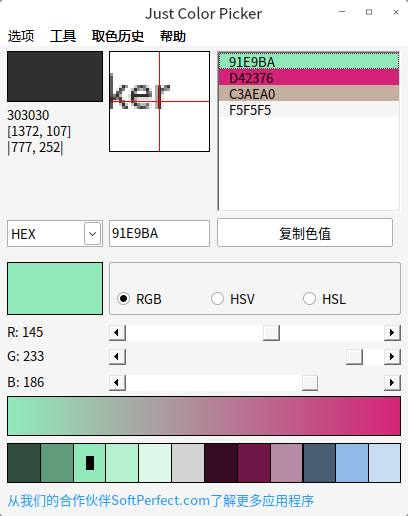 Just Color Picker
选项 工具 取色历史 帮助
ker
303030
[1372, 107]
|777, 252|
91E9BA
D42376
C3AEA0
F5F5F5
HEX
91E9BA
复制色值
RGB
HSV
HSL
R: 145
G: 233
B: 186
从我们的合作伙伴SoftPerfect.com了解更多应用程序